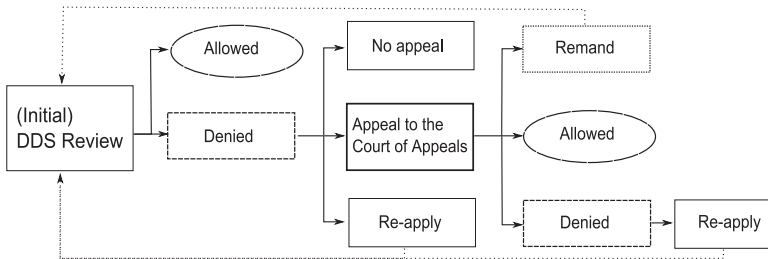 (Initial)
DDS Review
Allowed
Denied
No appeal
Appeal to the
Court of Appeals
Re-apply
Remand
Allowed
Denied
Re-apply